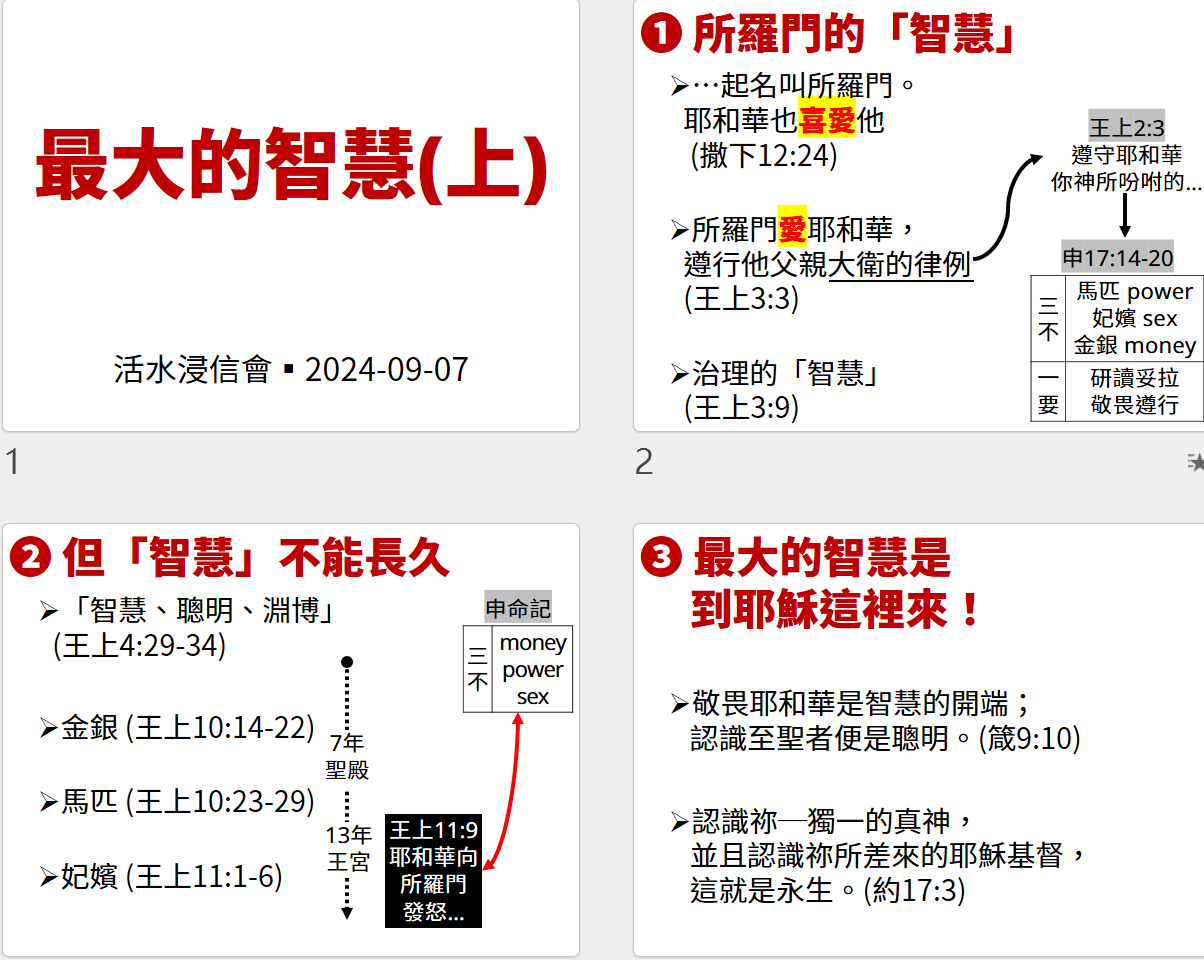 最大的智慧(上)
活水浸信會▪2024-09-07
1
❶ 所羅門的「智慧」
➢…起名叫所羅門。
耶和華也喜愛他
(撒下12:24)
➢所羅門愛耶和華，
遵行他父親大衛的律例
(王上3:3)
➢治理的「智慧」
(王上3:9)
王上2:3
遵守耶和華
你神所吩咐的...
申17:14-20
三不
馬匹 power
妃嬪 sex
金銀 money
一要
研讀妥拉
敬畏遵行
2
❷ 但「智慧」不能長久
➢「智慧、聰明、淵博」
(王上4:29-34)
➢金銀 (王上10:14-22)
➢馬匹 (王上10:23-29)
➢妃嬪 (王上11:1-6)
7年
聖殿
13年
王宮
申命記
三不
money
power
sex
王上11:9
耶和華向
所羅門
發怒...
❸ 最大的智慧是
到耶穌這裡來！
➢敬畏耶和華是智慧的開端；
認識至聖者便是聰明。(箴9:10)
➢認識祢─獨一的真神，
並且認識祢所差來的耶穌基督，
這就是永生。(約17:3)